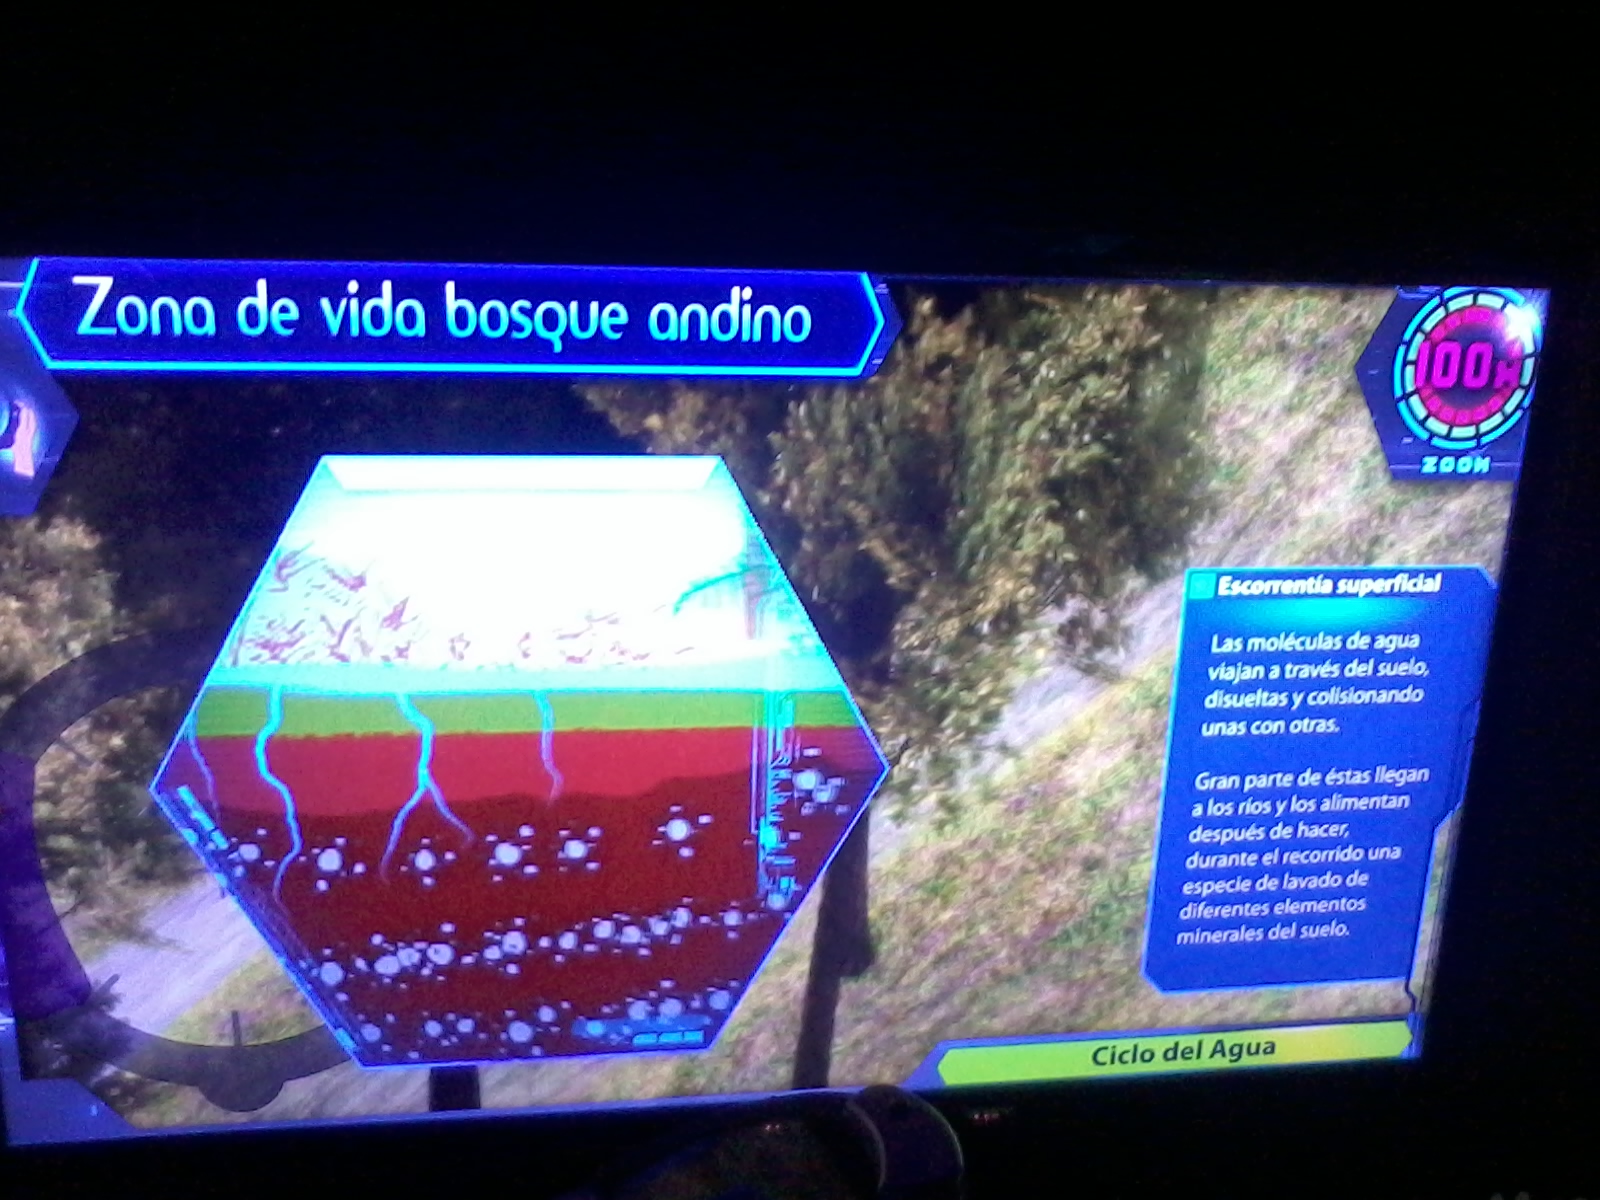 Zona de vida bosque andino
100x
ZOOM
Escorrentía superficial
Las moléculas de agua
viajan a través del suelo,
disueltas y colisionando
unas con otras.
Gran parte de éstas llegan
a los ríos y los alimentan
después de hacer,
durante el recorrido una
especie de lavado de
diferentes elementos
minerales del suelo.
Ciclo del Agua